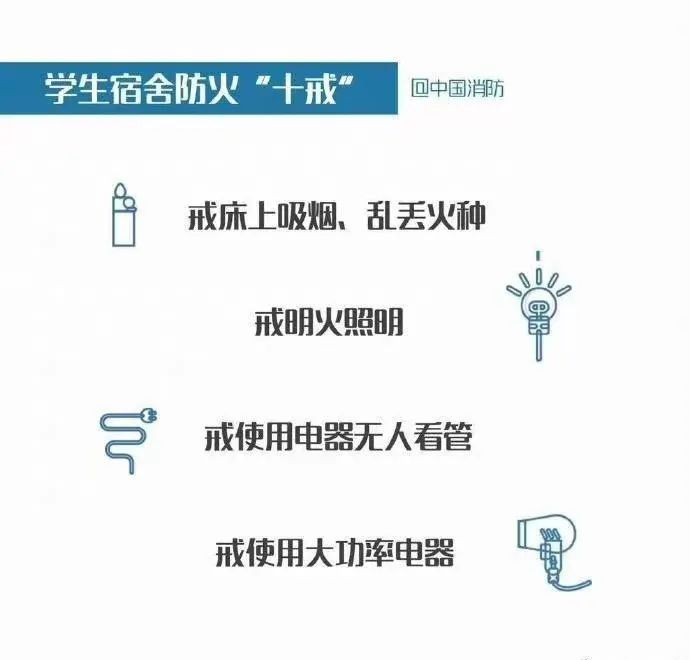 学生宿舍防火“十戒” @中国消防
戒床上吸烟、乱丢火种
戒明火照明
戒使用电器无人看管
戒使用大功率电器